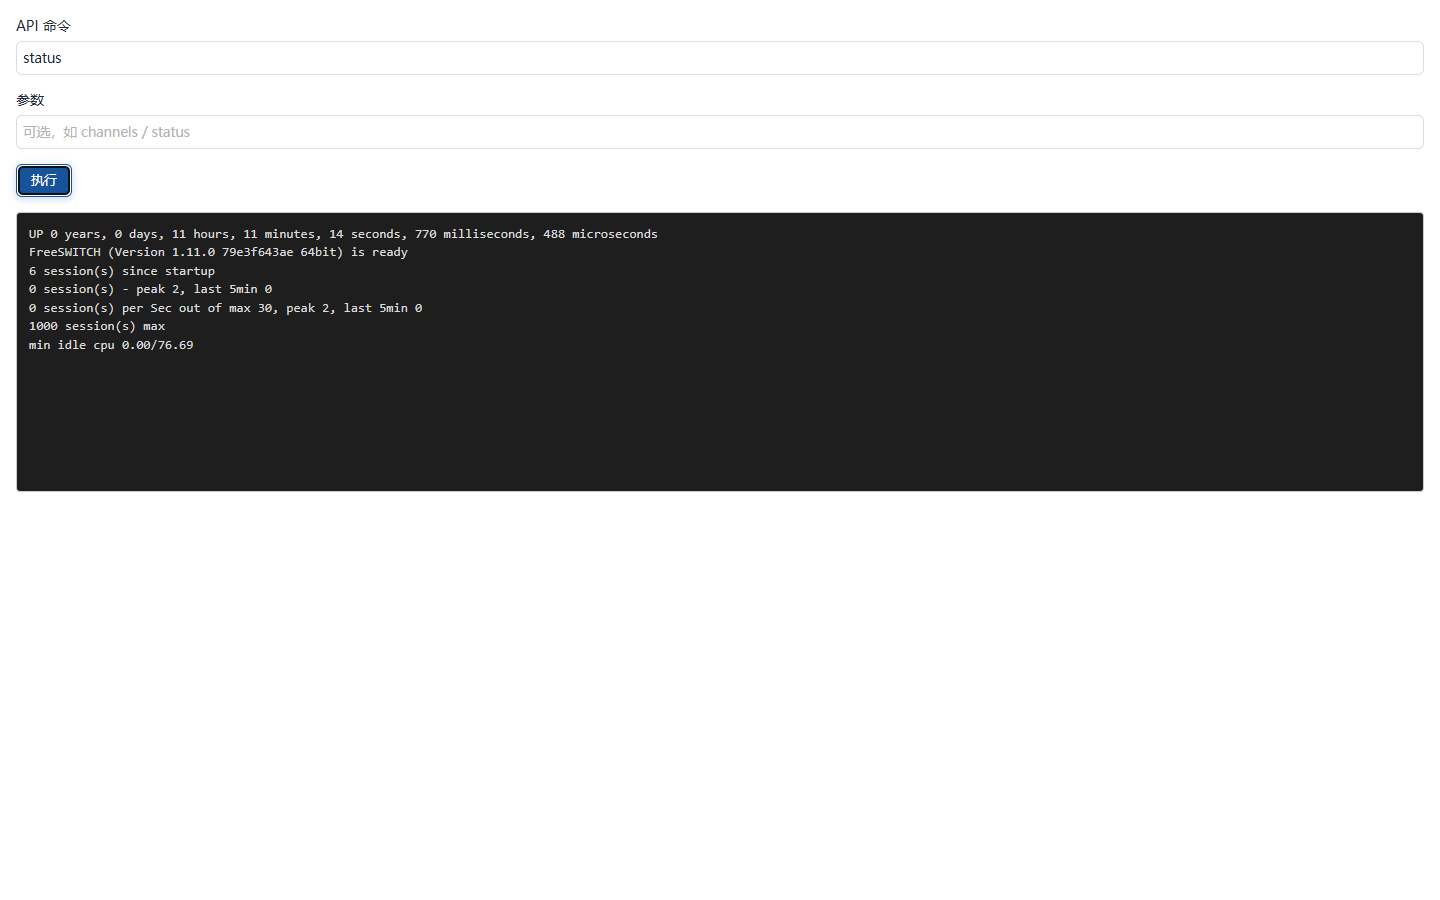 API 命令
status
参数
可选，如 channels / status
执行
UP 0 years, 0 days, 11 hours, 11 minutes, 14 seconds, 770 milliseconds, 488 microseconds
FreeSWITCH (Version 1.11.0 79e3f643ae 64bit) is ready
6 session(s) since startup
0 session(s) - peak 2, last 5min 0
0 session(s) per Sec out of max 30, peak 2, last 5min 0
1000 session(s) max
min idle cpu 0.00/76.69